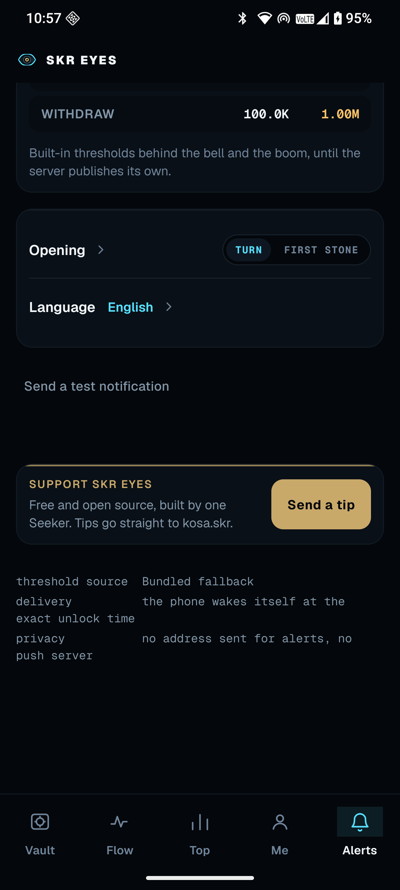 10:57
VoLTE
95%
SKR EYES
WITHDRAW 100.0K 1.00M
Built-in thresholds behind the bell and the boom, until the
server publishes its own.
Opening
TURN FIRST STONE
Language English
Send a test notification
SUPPORT SKR EYES
Free and open source, built by one
Seeker. Tips go straight to kosa.skr.
Send a tip
threshold source Bundled fallback
delivery the phone wakes itself at the
exact unlock time
privacy no address sent for alerts, no
push server
Vault Flow Top Me Alerts